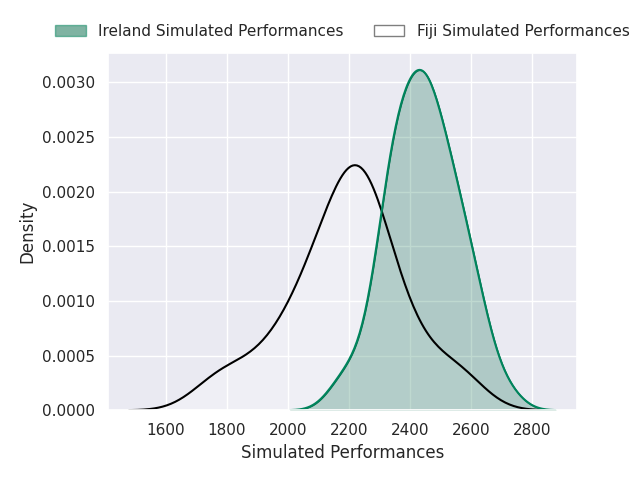 Ireland Simulated Performances Fiji Simulated Performances
0.0030
0.0025
0.0020
0.0015
0.0010
0.0005
0.0000
Density
1600 1800 2000 2200 2400 2600 2800
Simulated Performances